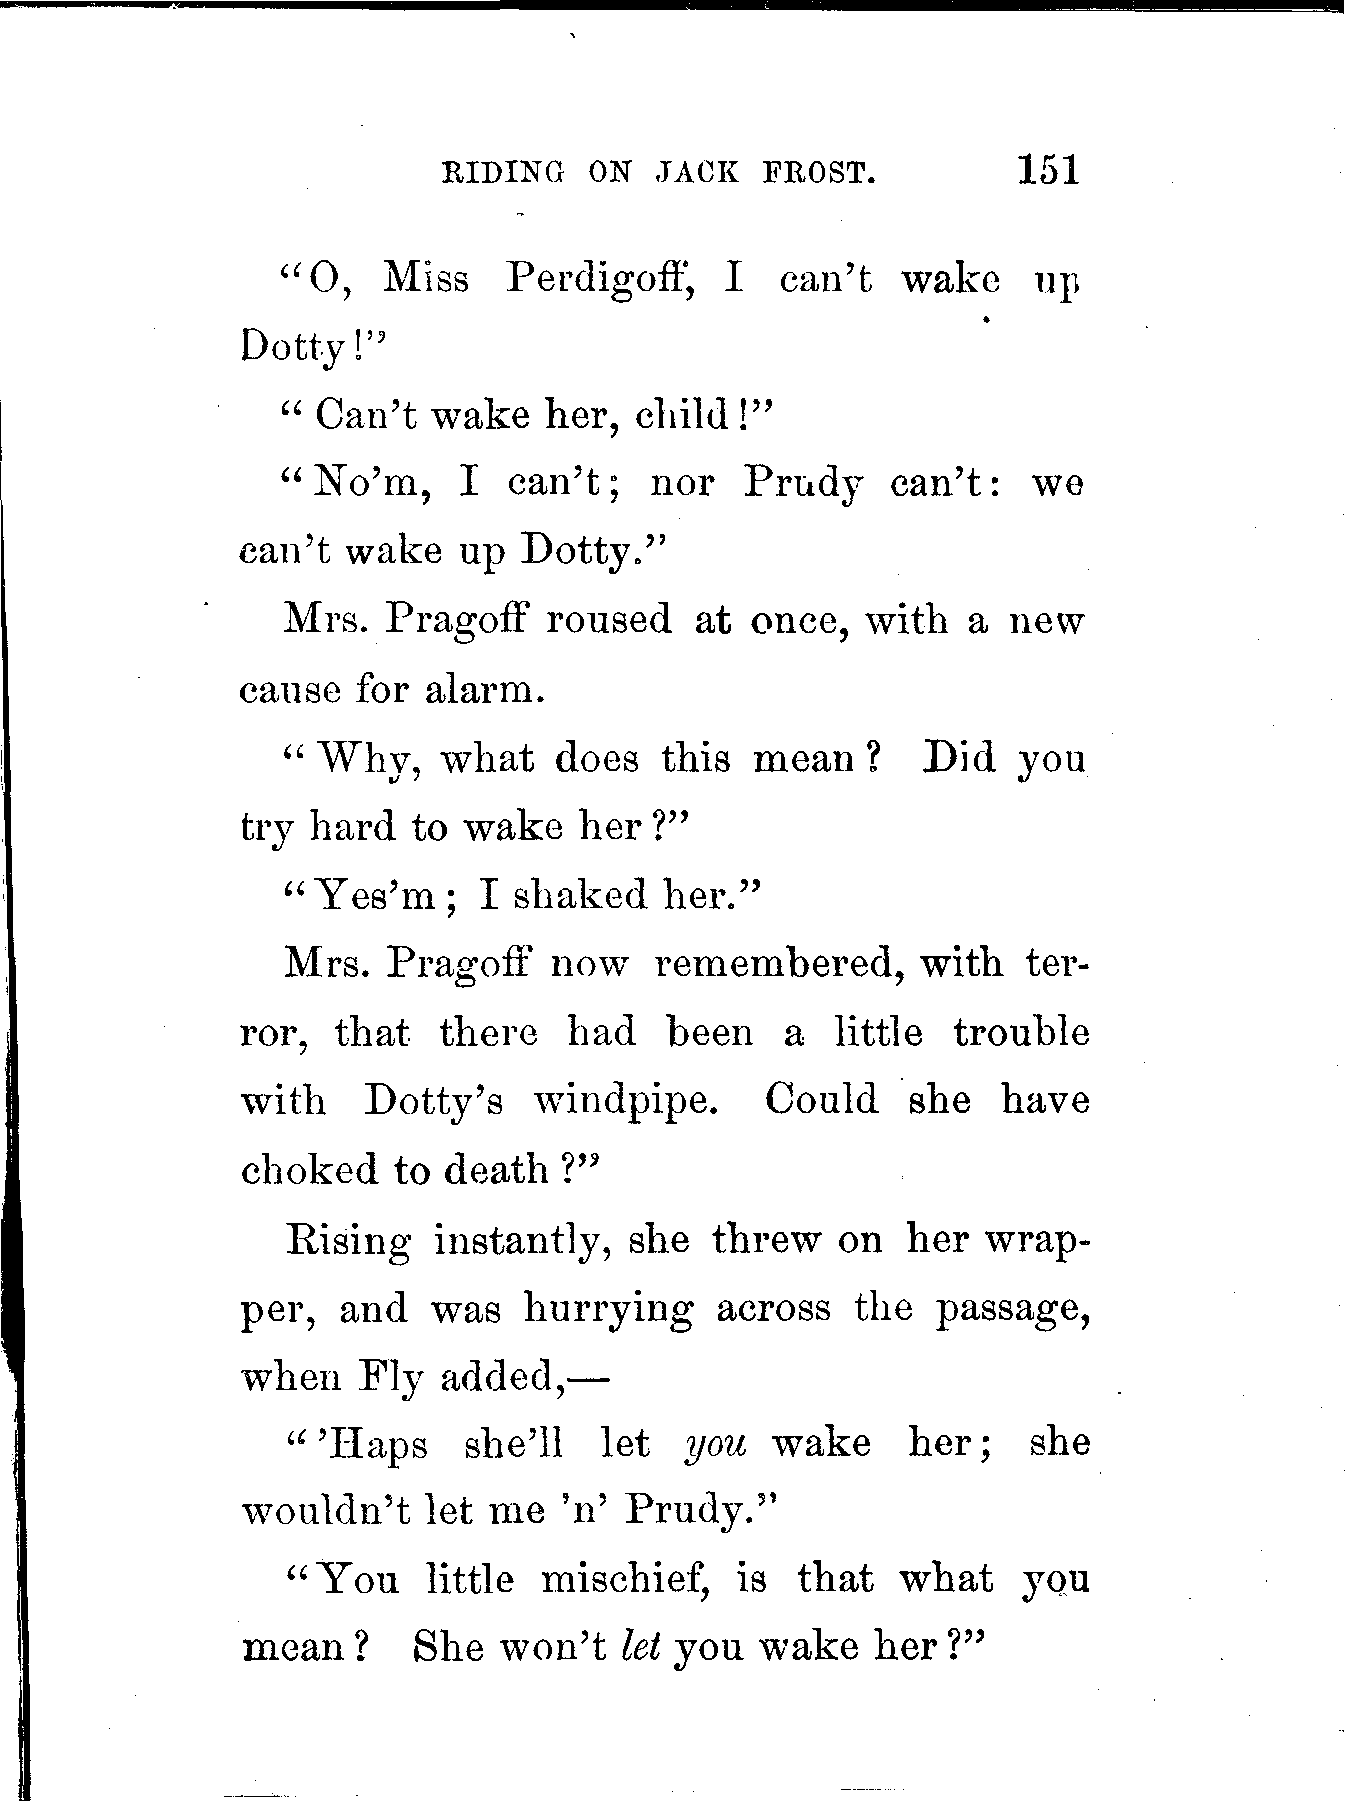 RIDING ON JACK FROST. 151
"O, Miss Perdigoff, I can't wake up
Dotty!"
"Can't wake her, child!"
"No'm, I can't; nor Prudy can't: we
can't wake up Dotty."
Mrs. Pragoff roused at once, with a new
cause for alarm.
"Why, what does this mean? Did you
try hard to wake her?"
"Yes'm; I shaked her."
Mrs. Pragoff now remembered, with ter-
ror, that there had been a little trouble
with Dotty's windpipe. Could she have
choked to death?"
Rising instantly, she threw on her wrap-
per, and was hurrying across the passage,
when Fly added,—
"'Haps she'll let you wake her; she
wouldn't let me 'n' Prudy."
"You little mischief, is that what you
mean? She won't let you wake her?"